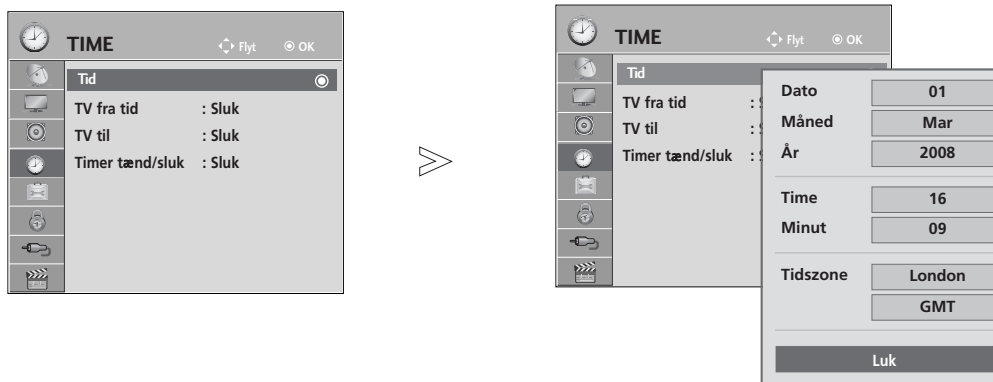 TIME
Flyt
OK
Tid
TV fra tid : Sluk
TV til : Sluk
Timer tænd/sluk : Sluk
TIME
Flyt
OK
Tid
TV fra tid :
TV til :
Timer tænd/sluk :
Dato 01
Måned Mar
År 2008
Time 16
Minut 09
Tidszone London
GMT
Luk